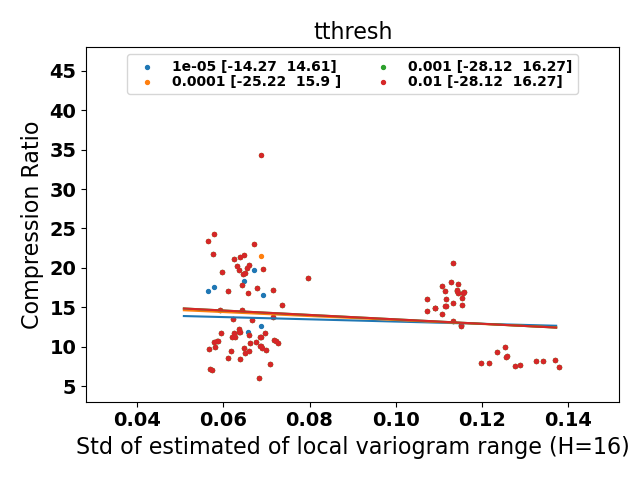 tthresh
1e-05 [-14.27  14.61]
0.0001 [-25.22  15.9 ]
0.001 [-28.12  16.27]
0.01 [-28.12  16.27]
Compression Ratio
45
40
35
30
25
20
15
10
5
0.04 0.06 0.08 0.10 0.12 0.14
Std of estimated of local variogram range (H=16)